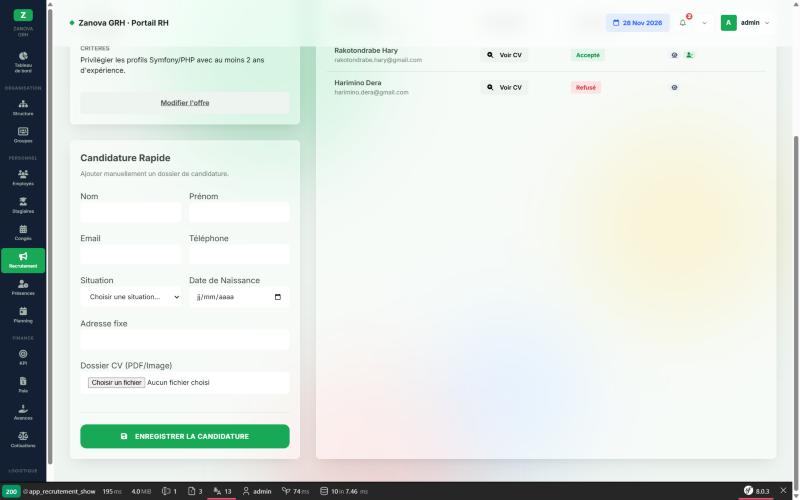 Z
ZANOVA
GRH
Zanova GRH · Portail RH
28 Nov 2026
2
A
admin
Tableau
de bord
ORGANISATION
Structure
Groupes
PERSONNEL
Employés
Stagiaires
Congés
Recrutement
Présences
Planning
FINANCE
KPI
Paie
Avances
Cotisations
LOGISTIQUE
CRITÈRES
Privilégier les profils Symfony/PHP avec au moins 2 ans
d'expérience.
Modifier l'offre
Candidature Rapide
Ajouter manuellement un dossier de candidature.
Nom
Prénom
Email
Téléphone
Situation
Date de Naissance
Choisir une situation...
jj/mm/aaaa
Adresse fixe
Dossier CV (PDF/Image)
Choisir un fichier Aucun fichier choisi
ENREGISTRER LA CANDIDATURE
Rakotondrabe Hary
rakotondrabe.hary@gmail.com
Voir CV
Accepté
Harimino Dera
harimino.dera@gmail.com
Voir CV
Refusé
200 @app_recrutement_show 195 ms 4.0 MiB 1 3 13 admin 74 ms 10 in 7.46 ms 8.0.3